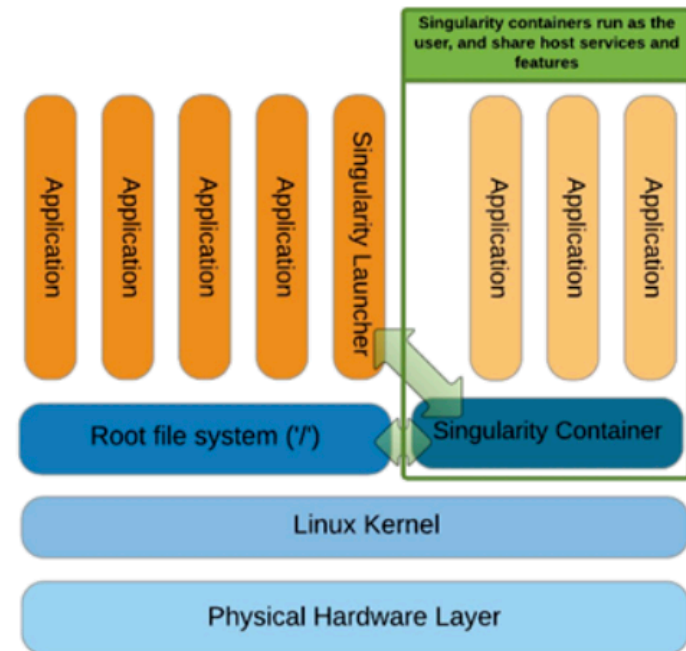 Singularity containers run as the
user, and share host services and
features
Application
Application
Application
Application
Singularity Launcher
Application
Application
Application
Root file system ('/')
Singularity Container
Linux Kernel
Physical Hardware Layer